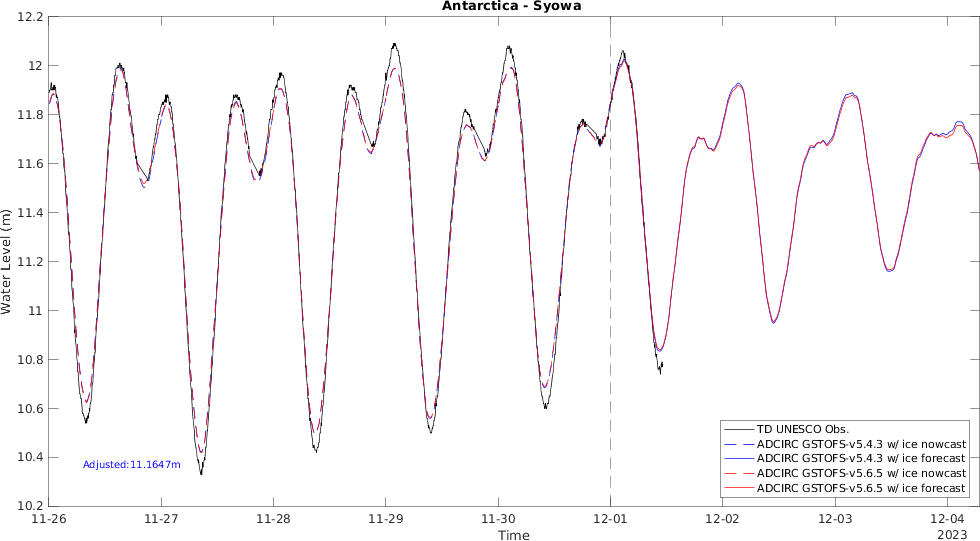 Antarctica - Syowa
12.2
12
11.8
11.6
11.4
11.2
11
10.8
10.6
10.4
10.2
Water Level (m)
Adjusted:11.1647m
TD UNESCO Obs.
ADCIRC GSTOFS-v5.4.3 w/ ice nowcast
ADCIRC GSTOFS-v5.4.3 w/ ice forecast
ADCIRC GSTOFS-v5.6.5 w/ ice nowcast
ADCIRC GSTOFS-v5.6.5 w/ ice forecast
11-26 11-27 11-28 11-29 11-30 12-01 12-02 12-03 12-04
Time 2023